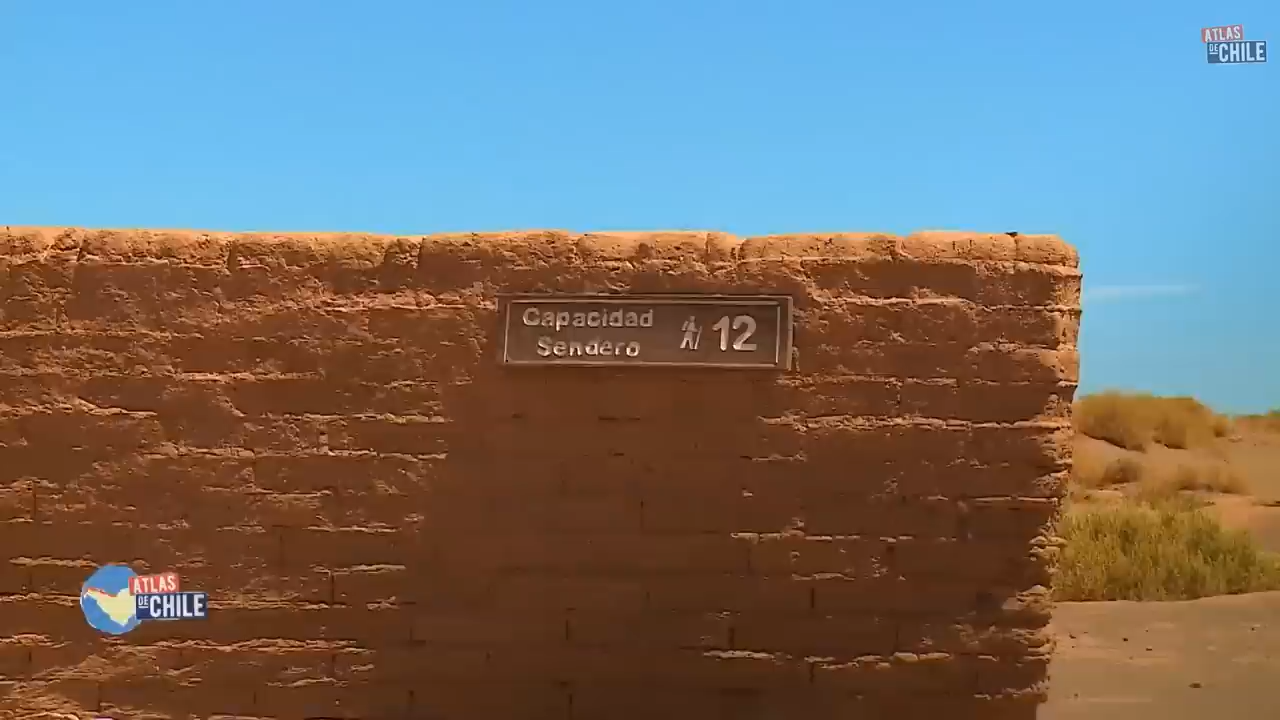 ATLAS
DE CHILE
Capacidad
Sendero
12
ATLAS
DE CHILE